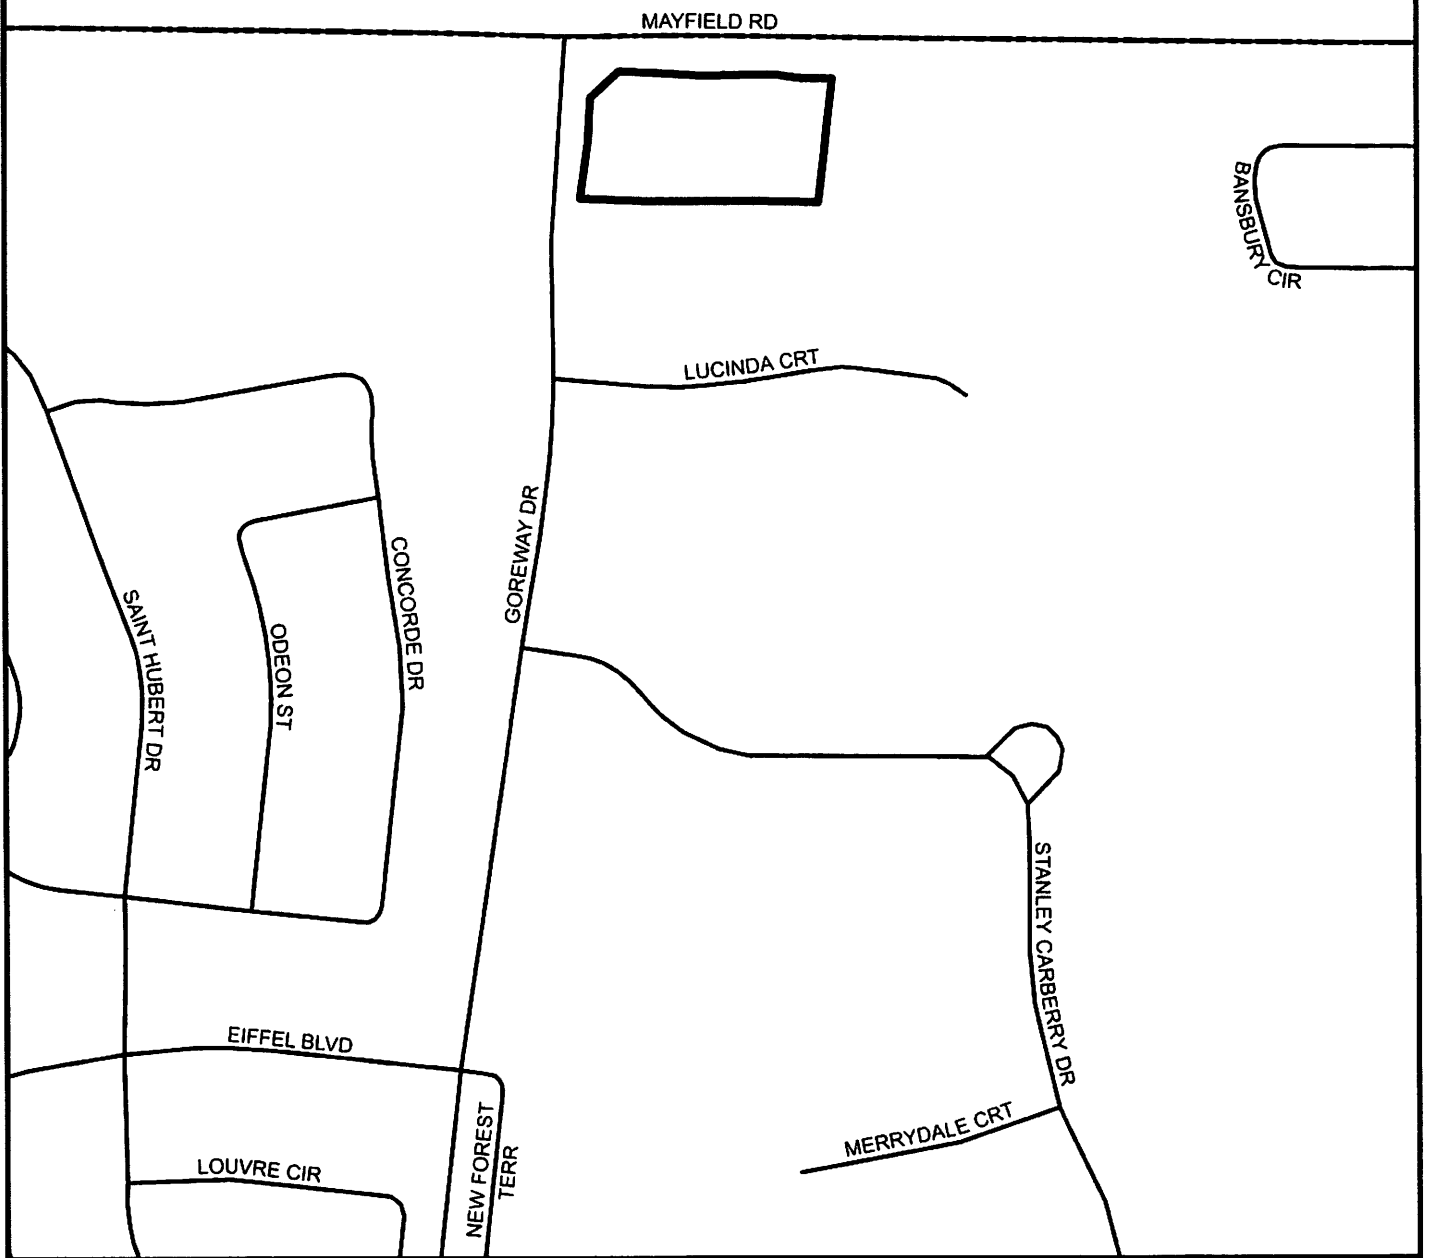 MAYFIELD RD
BANSBURY CIR
LUCINDA CRT
GOREWAY DR
CONCORDE DR
SAINT HUBERT DR
ODEON ST
STANLEY CARBERRY DR
EIFFEL BLVD
MERRYDALE CRT
NEW FOREST
TERR
LOUVRE CIR